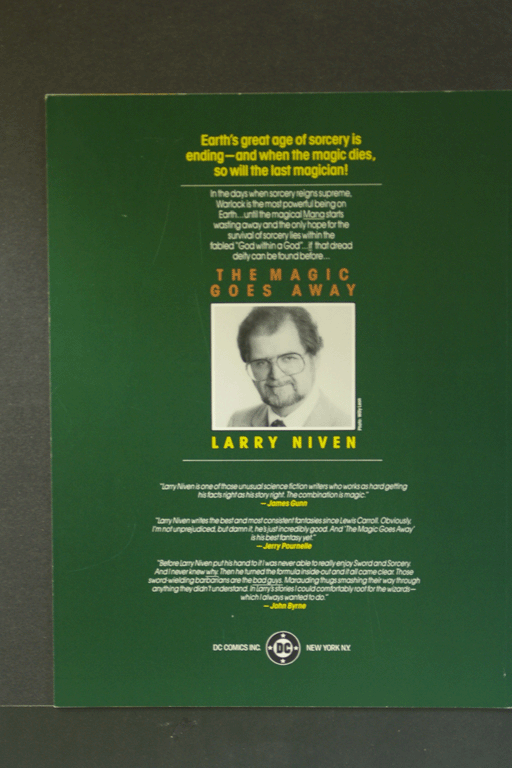 Earth's great age of sorcery is
ending—and when the magic dies,
so will the last magician!
In the days when sorcery reigns supreme,
Warlock is the most powerful being on
Earth...until the magical Mana starts
wasting away and the only hope for the
survival of sorcery lies within the
fabled "God within a God"...if that dread
deity can be found before...
THE MAGIC
GOES AWAY
Photo: Willy Lase
LARRY NIVEN
"Larry Niven is one of those unusual science fiction writers who works as hard getting
his facts right as his story right. The combination is magic."
— James Gunn
"Larry Niven writes the best and most consistent fantasies since Lewis Carroll. Obviously,
I'm not unprejudiced, but damn it, he's just incredibly good. And 'The Magic Goes Away'
is his best fantasy yet."
— Jerry Pournelle
"Before Larry Niven put his hand to it I was never able to really enjoy Sword and Sorcery.
And I never knew why. Then he turned the formula inside-out and it all came clear. Those
sword-wielding barbarians are the bad guys. Marauding thugs smashing their way through
anything they didn't understand. In Larry's stories I could comfortably root for the wizards—
which I always wanted to do."
— John Byrne
DC COMICS INC. DC NEW YORK N.Y.